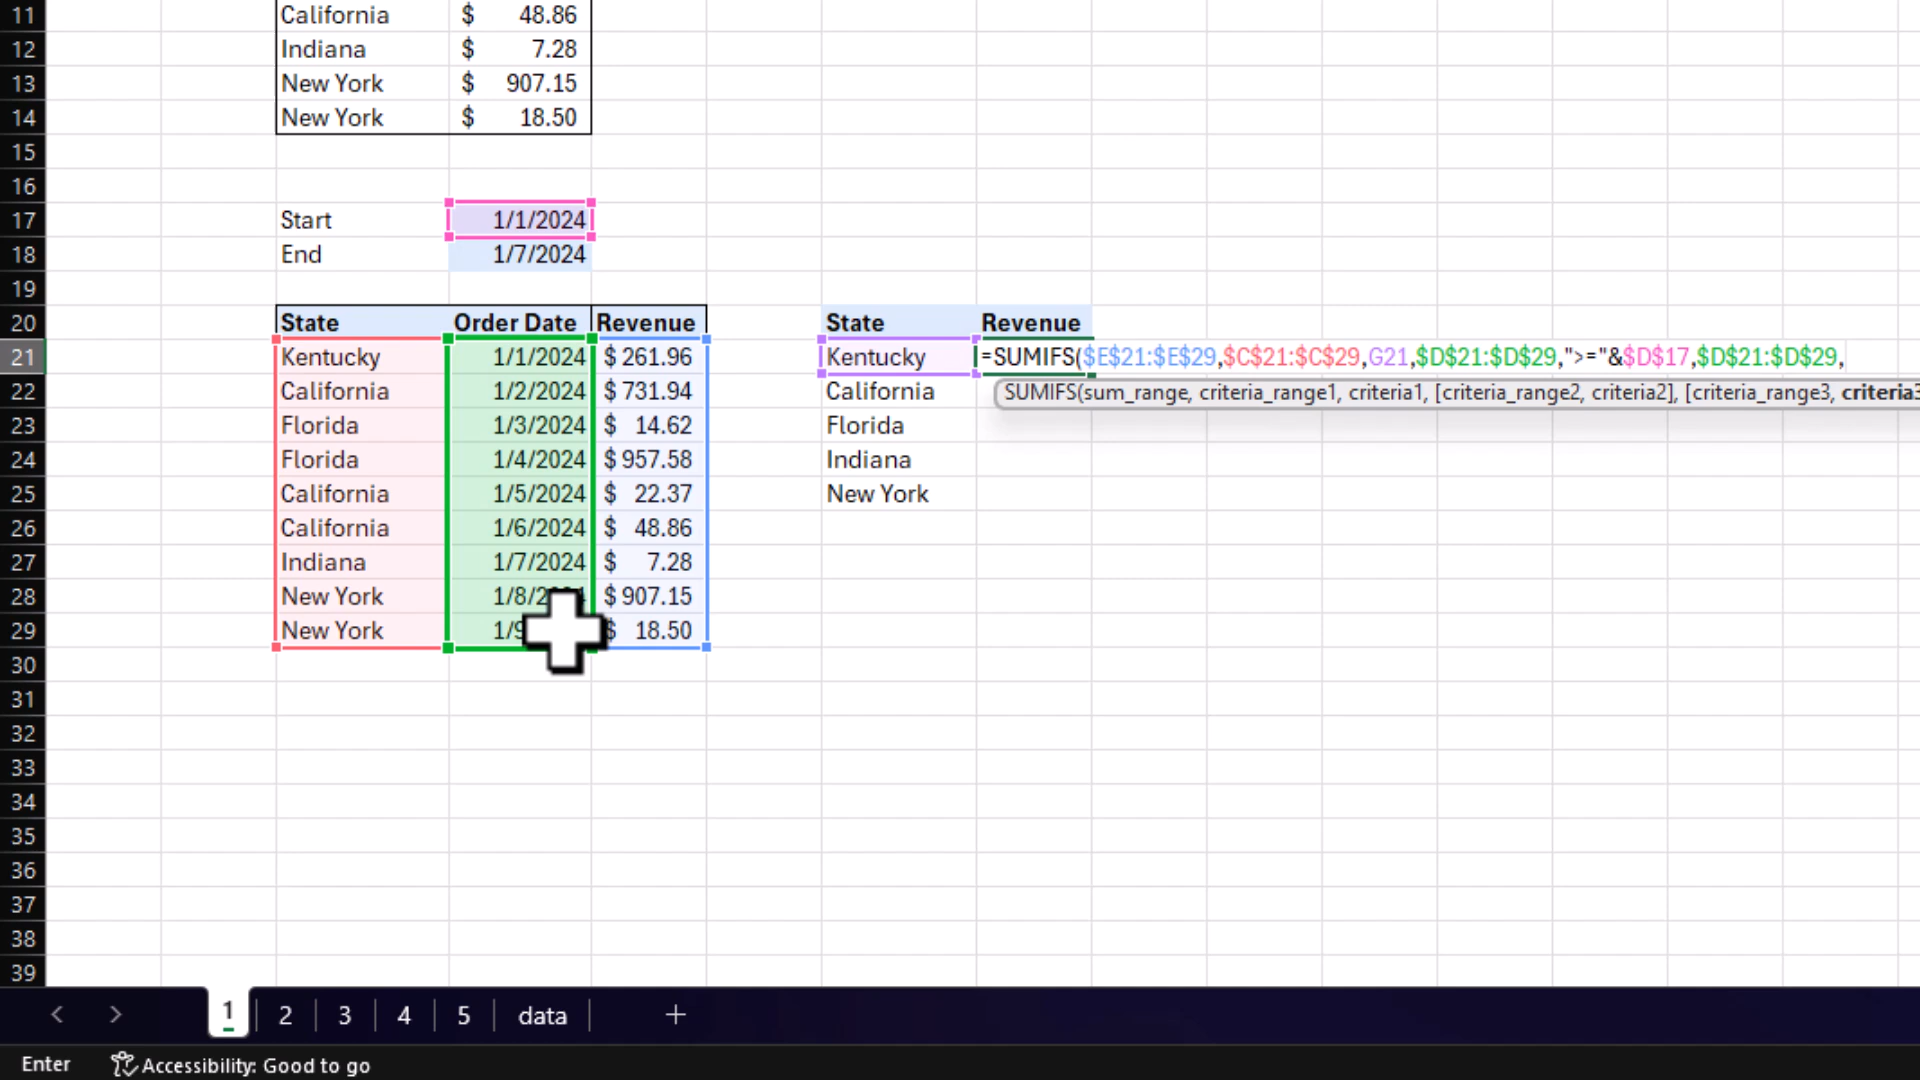 11 California $ 48.86
12 Indiana $ 7.28
13 New York $ 907.15
14 New York $ 18.50
15
16
17 Start 1/1/2024
18 End 1/7/2024
19
20 State Order Date Revenue State Revenue
21 Kentucky 1/1/2024 $ 261.96 Kentucky =SUMIFS($E$21:$E$29,$C$21:$C$29,G21,$D$21:$D$29,">="&$D$17,$D$21:$D$29,
22 California 1/2/2024 $ 731.94 California SUMIFS(sum_range, criteria_range1, criteria1, [criteria_range2, criteria2], [criteria_range3, criteria3
23 Florida 1/3/2024 $ 14.62 Florida
24 Florida 1/4/2024 $ 957.58 Indiana
25 California 1/5/2024 $ 22.37 New York
26 California 1/6/2024 $ 48.86
27 Indiana 1/7/2024 $ 7.28
28 New York 1/8/ $ 907.15
29 New York 1/9 $ 18.50
30
31
32
33
34
35
36
37
38
39
1 2 3 4 5 data
Enter Accessibility: Good to go